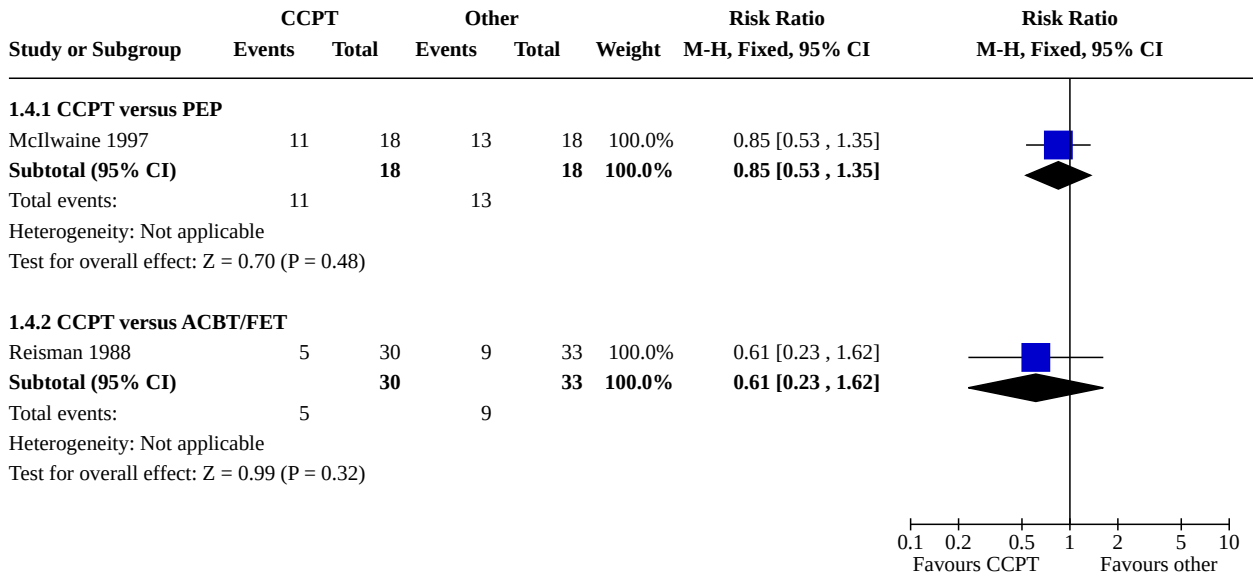 CCPT Other Risk Ratio Risk Ratio
Study or Subgroup Events Total Events Total Weight M-H, Fixed, 95% CI M-H, Fixed, 95% CI
1.4.1 CCPT versus PEP
McIlwaine 1997 11 18 13 18 100.0% 0.85 [0.53 , 1.35]
Subtotal (95% CI) 18 18 100.0% 0.85 [0.53 , 1.35]
Total events: 11 13
Heterogeneity: Not applicable
Test for overall effect: Z = 0.70 (P = 0.48)
1.4.2 CCPT versus ACBT/FET
Reisman 1988 5 30 9 33 100.0% 0.61 [0.23 , 1.62]
Subtotal (95% CI) 30 33 100.0% 0.61 [0.23 , 1.62]
Total events: 5 9
Heterogeneity: Not applicable
Test for overall effect: Z = 0.99 (P = 0.32)
0.1 0.2 0.5 1 2 5 10
Favours CCPT Favours other